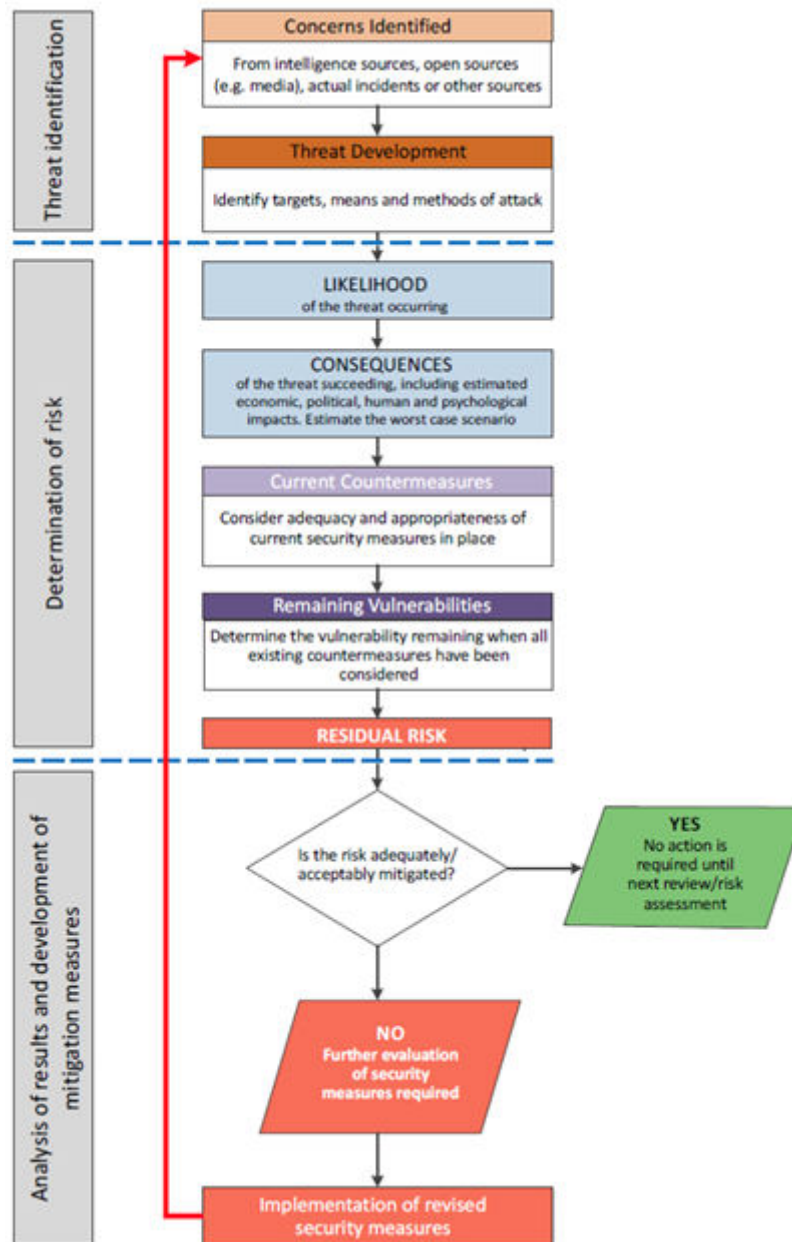 Threat identification
Concerns Identified
From intelligence sources, open sources
(e.g. media), actual incidents or other sources
Threat Development
Identify targets, means and methods of attack
Determination of risk
LIKELIHOOD
of the threat occurring
CONSEQUENCES
of the threat succeeding, including estimated
economic, political, human and psychological
impacts. Estimate the worst case scenario
Current Countermeasures
Consider adequacy and appropriateness of
current security measures in place
Remaining Vulnerabilities
Determine the vulnerability remaining when all
existing countermeasures have been
considered
RESIDUAL RISK
Analysis of results and development of
mitigation measures
Is the risk adequately/
acceptably mitigated?
YES
No action is
required until
next review/risk
assessment
NO
Further evaluation
of security
measures required
Implementation of revised
security measures